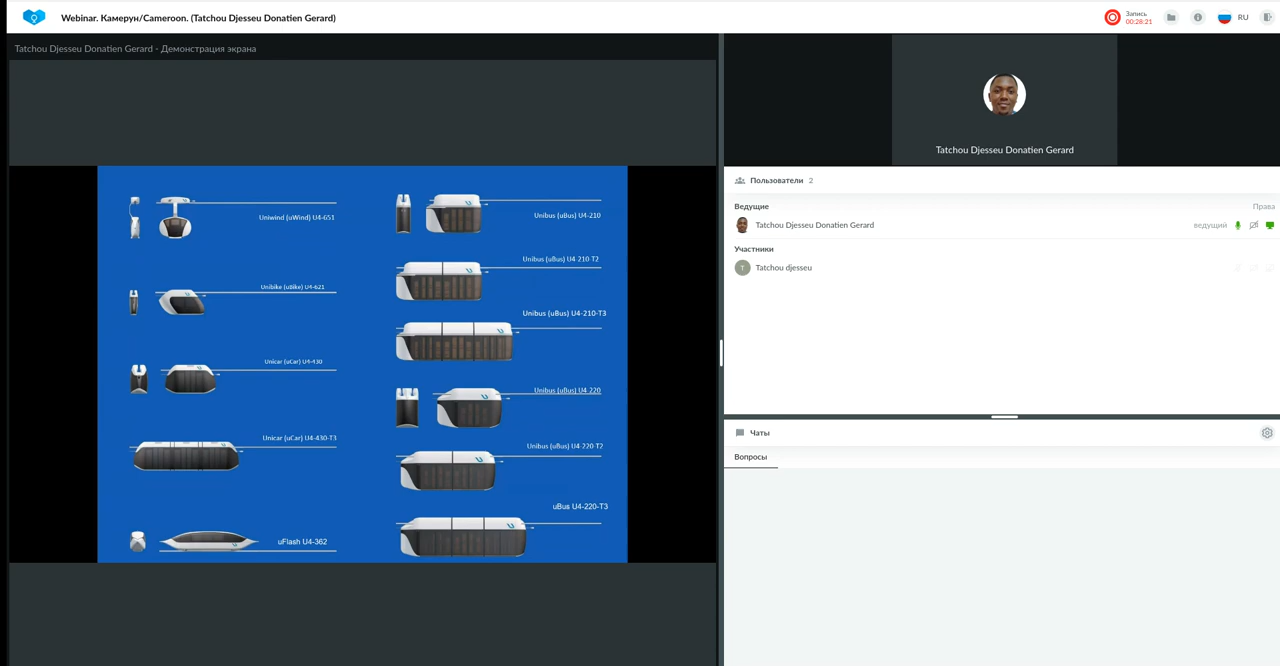 Webinar. Камерун/Cameroon. (Tatchou Djesseu Donatien Gerard)
Запись
00:28:21
RU
Tatchou Djesseu Donatien Gerard - Демонстрация экрана
Uniwind (uWind) U4-651
Unibike (uBike) U4-621
Unicar (uCar) U4-430
Unicar (uCar) U4-430-T3
uFlash U4-362
Unibus (uBus) U4-210
Unibus (uBus) U4-210-T2
Unibus (uBus) U4-210-T3
Unibus (uBus) U4-220
Unibus (uBus) U4-220-T2
uBus U4-220-T3
Tatchou Djesseu Donatien Gerard
Пользователи 2
Ведущие Права
Tatchou Djesseu Donatien Gerard ведущий
Участники
T Tatchou djesseu
Чаты
Вопросы